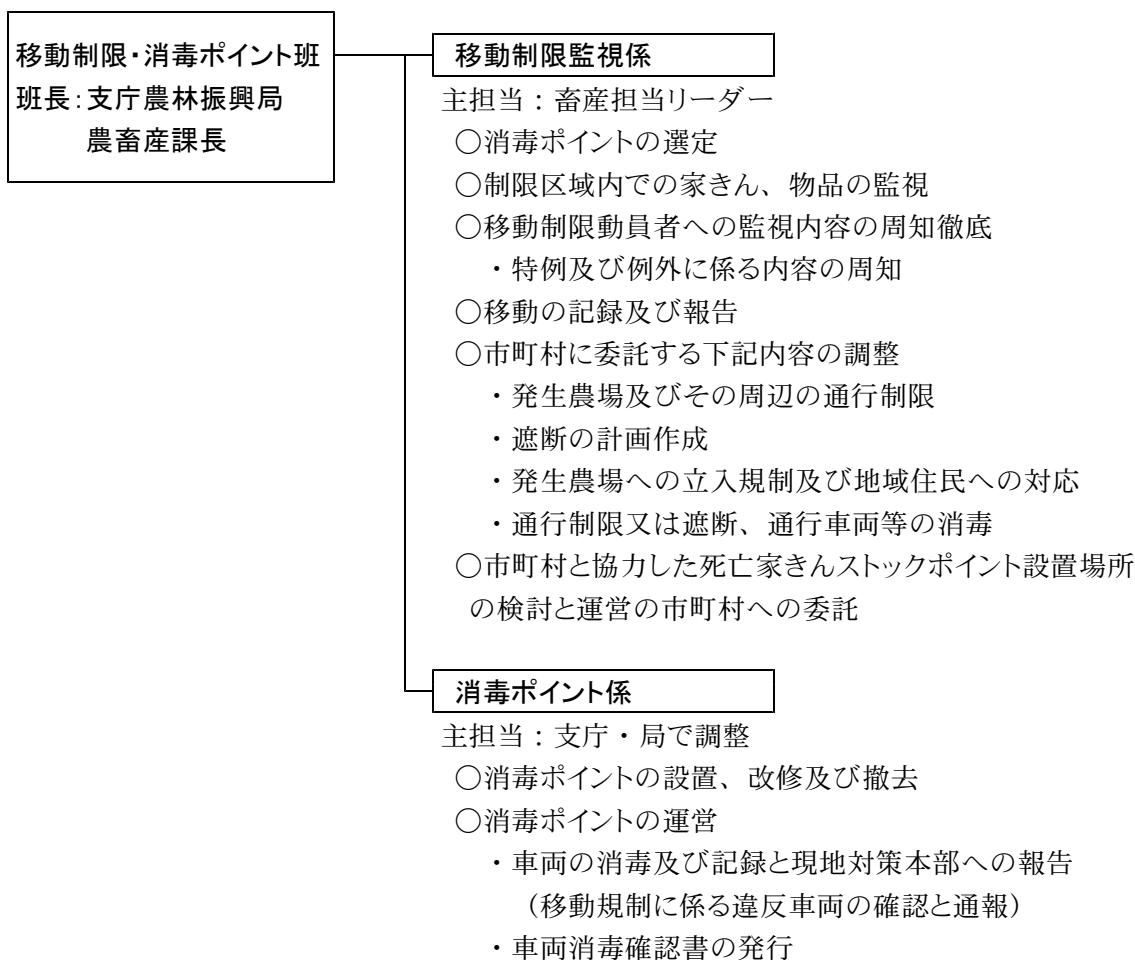 移動制限・消毒ポイント班
班長：支庁農林振興局
農畜産課長
移動制限監視係
主担当：畜産担当リーダー
○消毒ポイントの選定
○制限区域内での家きん、物品の監視
○移動制限動員者への監視内容の周知徹底
・特例及び例外に係る内容の周知
○移動の記録及び報告
○市町村に委託する下記内容の調整
・発生農場及びその周辺の通行制限
・遮断の計画作成
・発生農場への立入規制及び地域住民への対応
・通行制限又は遮断、通行車両等の消毒
○市町村と協力した死亡家きんストックポイント設置場所
の検討と運営の市町村への委託
消毒ポイント係
主担当：支庁・局で調整
○消毒ポイントの設置、改修及び撤去
○消毒ポイントの運営
・車両の消毒及び記録と現地対策本部への報告
（移動規制に係る違反車両の確認と通報）
・車両消毒確認書の発行